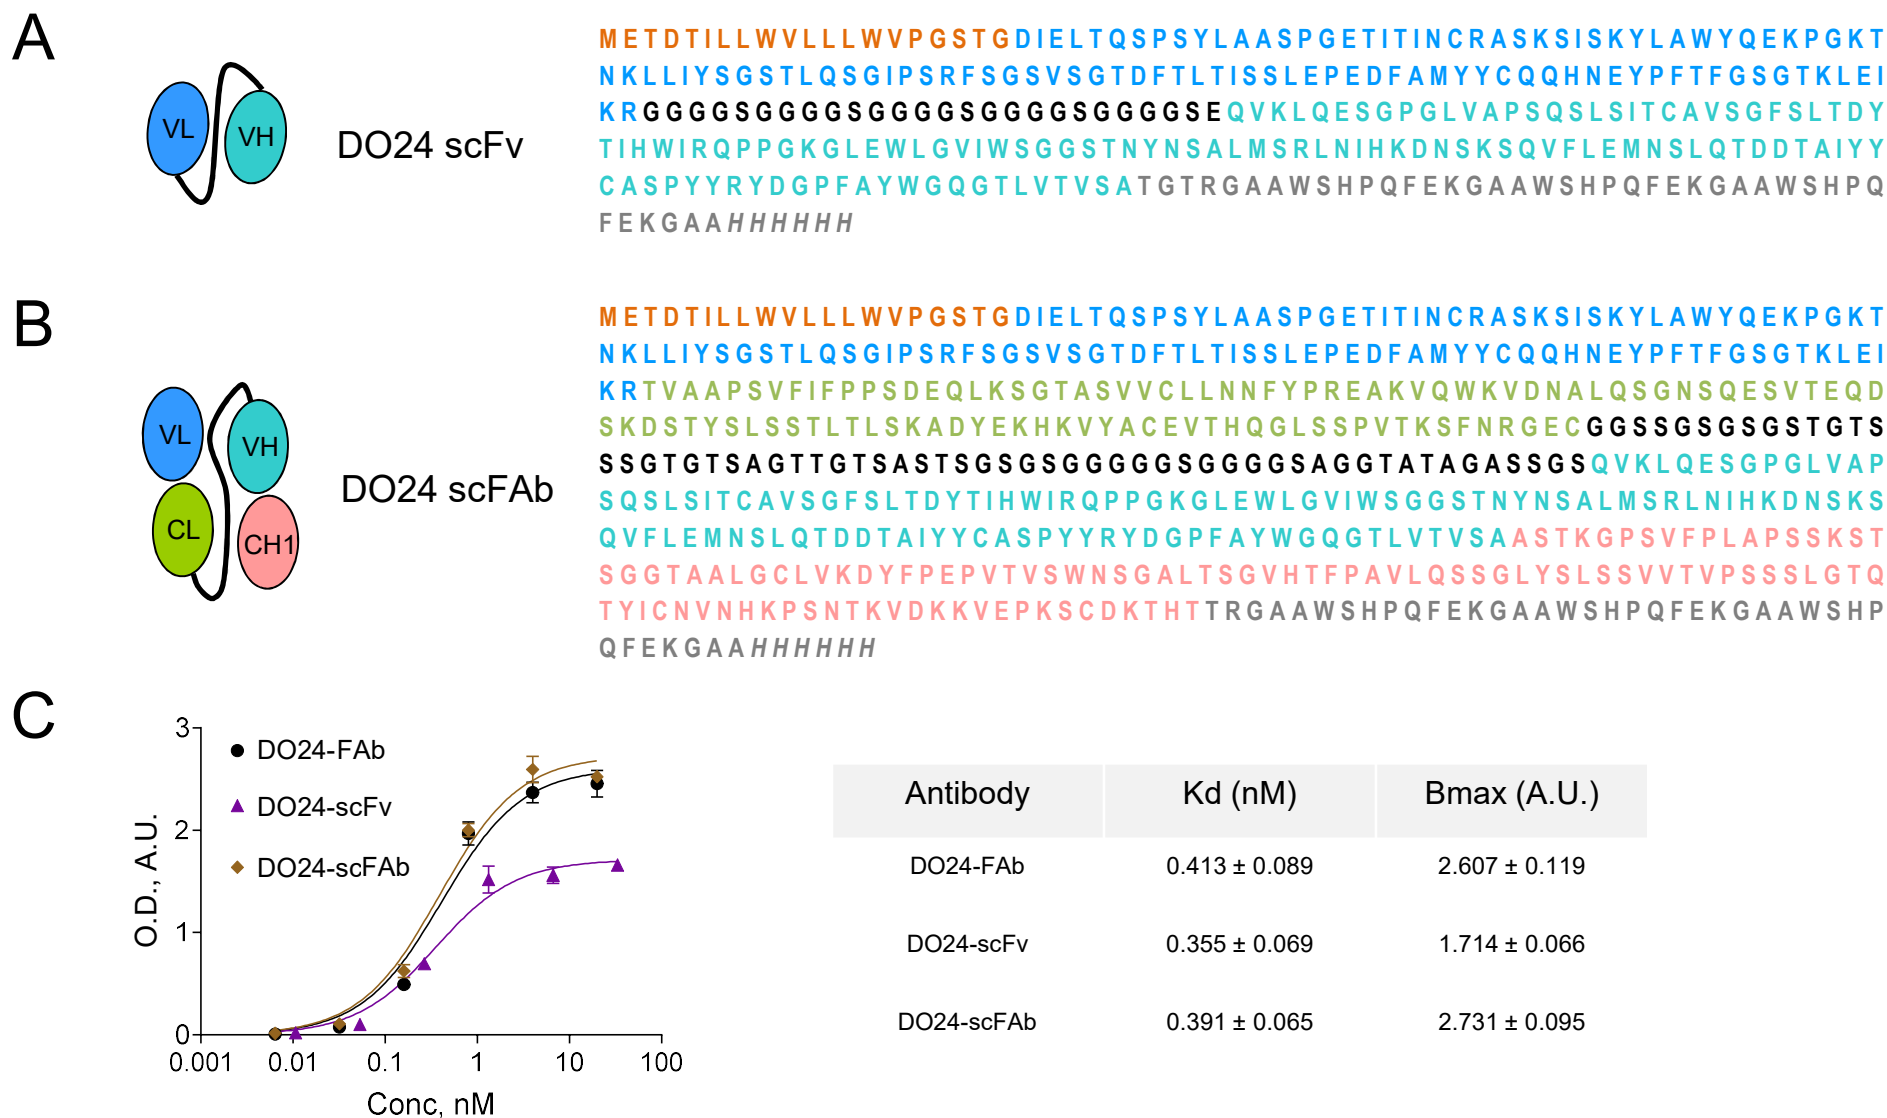 A
VL
VH
DO24 scFv
METDTILLWVLLLWVPGSTGDIELTQSPSYLAASPGETITINCRASKSISKYLAWYQEKPGKT
NKLLIYSGSTLQSGIPSRFSGSVSGTDFTLTISSLEPEDFAMYYCQQHNEYPFTFGSGTKLEI
KRGGGGSGGGGSGGGGSGGGGSGGGGSEQVKLQESGPGLVAPSQSLSITCAVSGFSLTDY
TIHWIRQPPGKGLEWLGVIWSGGSTNYNSALMSRLNIHKDNSKSQVFLEMNSLQTDDTAIYY
CASPYYRYDGPFAYWGQGTLVTVSATGTRGAAWSHPQFEKGAAWSHPQFEKGAAWSHPQ
FEKGAAHHHHHH
B
VL
VH
CL
CH1
DO24 scFAb
METDTILLWVLLLWVPGSTGDIELTQSPSYLAASPGETITINCRASKSISKYLAWYQEKPGKT
NKLLIYSGSTLQSGIPSRFSGSVSGTDFTLTISSLEPEDFAMYYCQQHNEYPFTFGSGTKLEI
KRTVAAPSVFIFPPSDEQLKSGTASVVCLLNNFYPREAKVQWKVDNALQSGNSQESVTEQD
SKDSTYSLSSTLTLSKADYEKHKVYACEVTHQGLSSPVTKSFNRGECGGSSGSGSGSTGTS
SSGTGTSAGTTGTSASTSGSGSGGGGGSGGGGSAGGTATAGASSGSQVKLQESGPGLVAP
SQSLSITCAVSGFSLTDYTIHWIRQPPGKGLEWLGVIWSGGSTNYNSALMSRLNIHKDNSKS
QVFLEMNSLQTDDTAIYYCASPYYRYDGPFAYWGQGTLVTVSAASTKGPSVFPLAPSSKST
SGGTAALGCLVKDYFPEPVTVSWNSGALTSGVHTFPAVLQSSGLYSLSSVVTVPSSSLGTQ
TYICNVNHKPSNTKVDKKVEPKSCDKTHTTRGAAWSHPQFEKGAAWSHPQFEKGAAWSHP
QFEKGAAHHHHHH
C
O.D., A.U.
3
2
1
0
DO24-FAb
DO24-scFv
DO24-scFAb
0.001 0.01 0.1 1 10 100
Conc, nM
Antibody Kd (nM) Bmax (A.U.)
DO24-FAb 0.413 ± 0.089 2.607 ± 0.119
DO24-scFv 0.355 ± 0.069 1.714 ± 0.066
DO24-scFAb 0.391 ± 0.065 2.731 ± 0.095